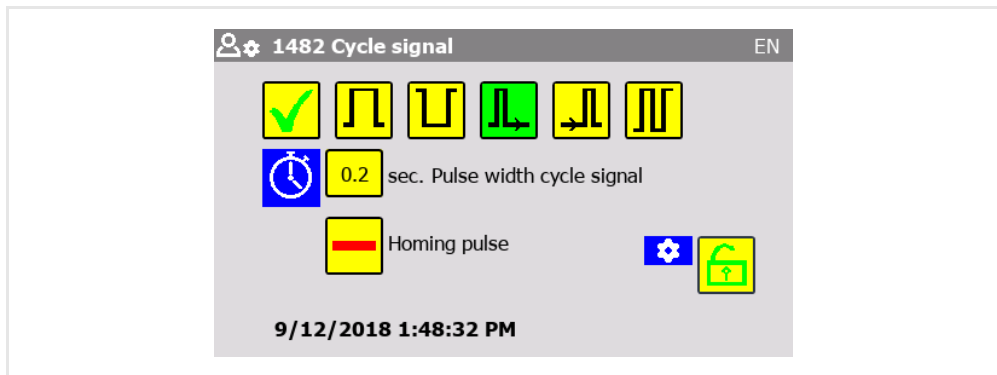 1482 Cycle signal EN
0.2 sec. Pulse width cycle signal
Homing pulse
9/12/2018 1:48:32 PM